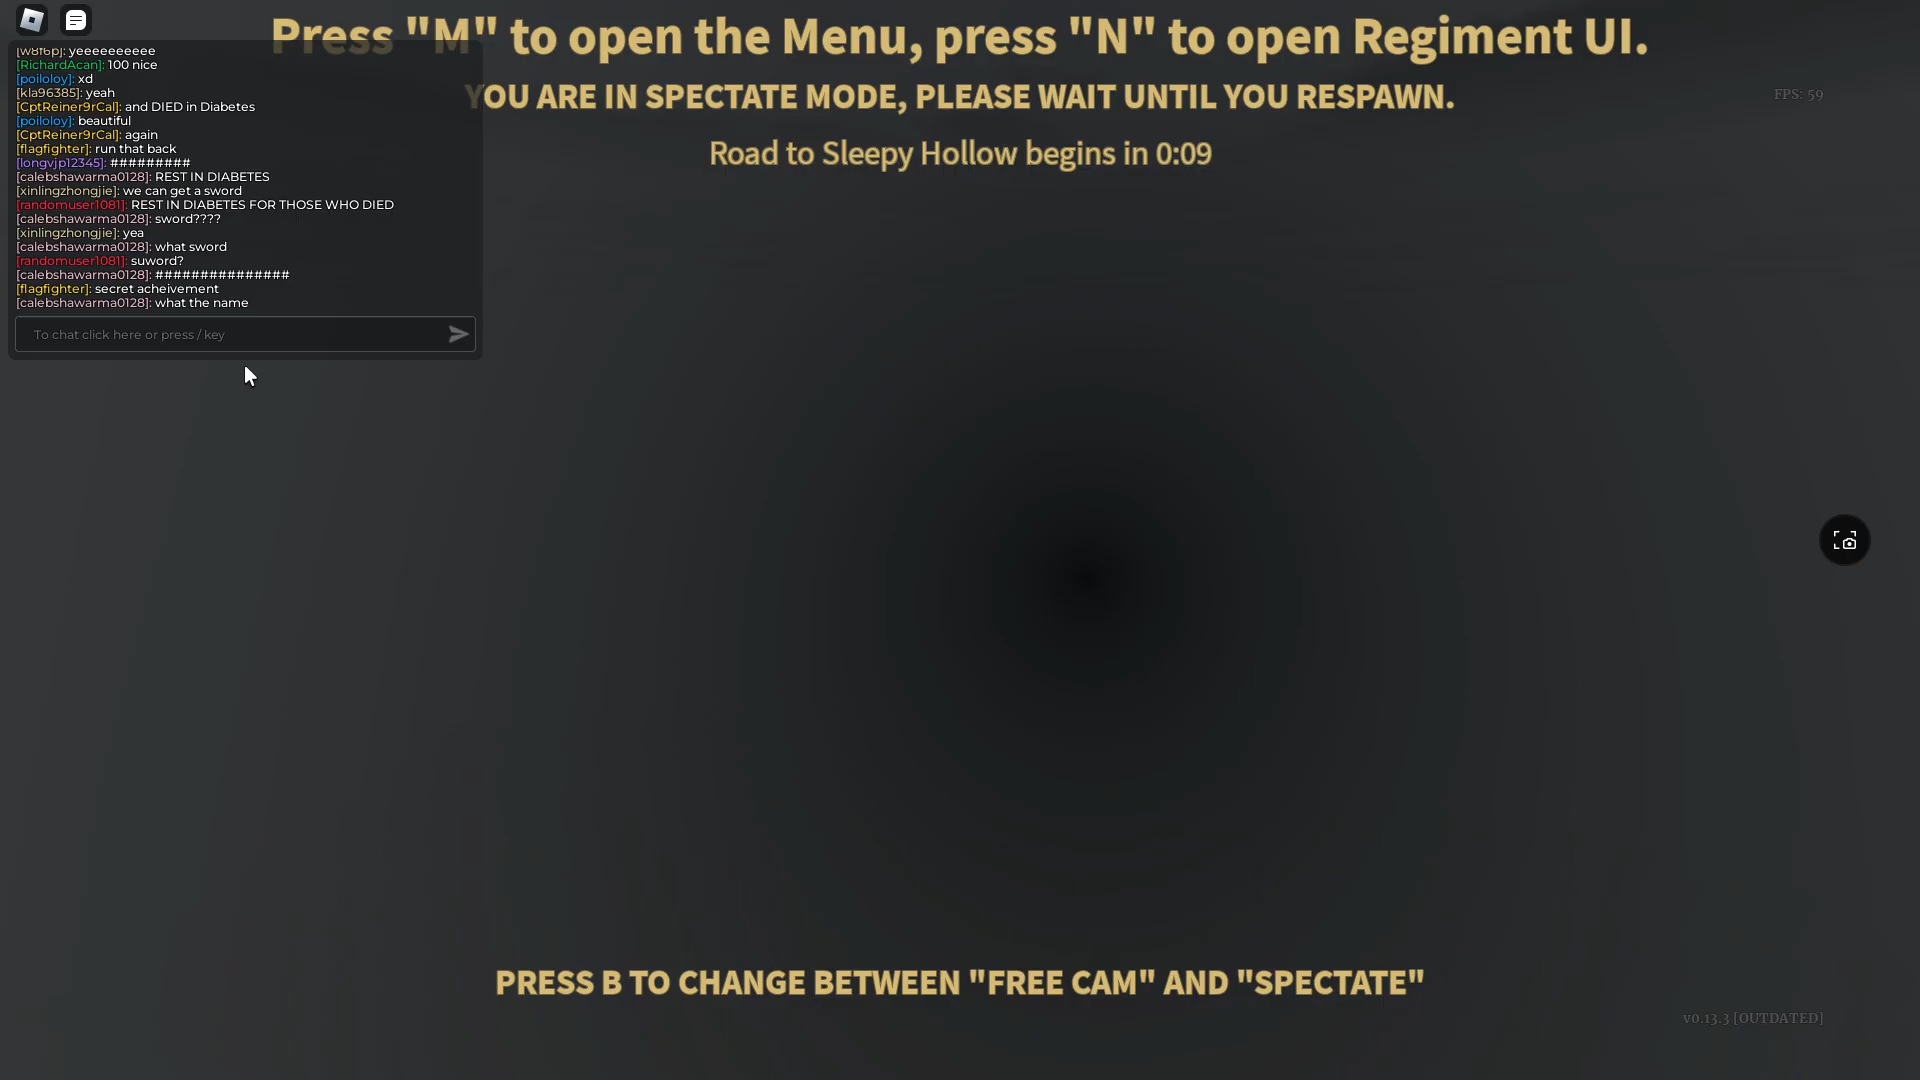 Press "M" to open the Menu, press "N" to open Regiment UI.
YOU ARE IN SPECTATE MODE, PLEASE WAIT UNTIL YOU RESPAWN.
FPS: 59
Road to Sleepy Hollow begins in 0:09
[w8f6p]: yeeeeeeeeee
[RichardAcan]: 100 nice
[poiloloy]: xd
[kla96385]: yeah
[CptReiner9rCal]: and DIED in Diabetes
[poiloloy]: beautiful
[CptReiner9rCal]: again
[flagfighter]: run that back
[longvjp12345]: #########
[calebshawarma0128]: REST IN DIABETES
[xinlingzhongjie]: we can get a sword
[randomuser1081]: REST IN DIABETES FOR THOSE WHO DIED
[calebshawarma0128]: sword????
[xinlingzhongjie]: yea
[calebshawarma0128]: what sword
[randomuser1081]: suword?
[calebshawarma0128]: ###############
[flagfighter]: secret acheivement
[calebshawarma0128]: what the name
To chat click here or press / key
PRESS B TO CHANGE BETWEEN "FREE CAM" AND "SPECTATE"
v0.13.3 [OUTDATED]